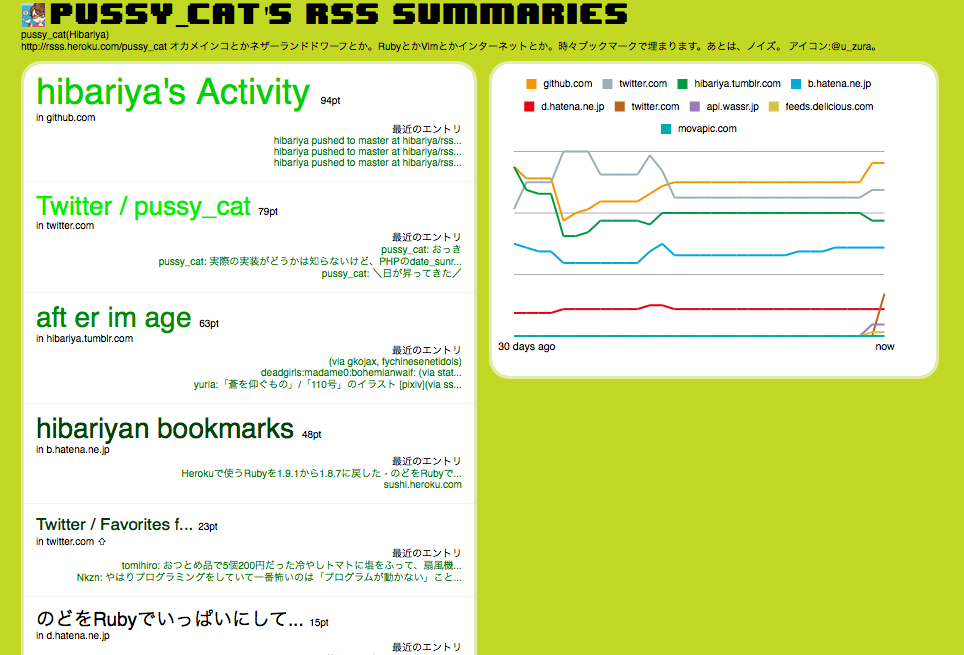 PUSSY_CAT'S RSS SUMMARIES
pussy_cat(Hibariya)
http://rsss.heroku.com/pussy_cat オカメインコとかネザーランドドワーフとか。RubyとかVimとかインターネットとか。時々ブックマークで埋まります。あとは、ノイズ。 アイコン:@u_zura。
hibariya's Activity 94pt
in github.com
最近のエントリ
hibariya pushed to master at hibariya/rss...
hibariya pushed to master at hibariya/rss...
hibariya pushed to master at hibariya/rss...
Twitter / pussy_cat 79pt
in twitter.com
最近のエントリ
pussy_cat: おっき
pussy_cat: 実際の実装がどうかは知らないけど、PHPのdate_sunr...
pussy_cat: ＼日が昇ってきた／
aft er im age 63pt
in hibariya.tumblr.com
最近のエントリ
(via gkojax, fychinesenetidols)
deadgirls:madame0:bohemianwaif: (via stat...
yuria:「蒼を仰ぐもの」/「110号」のイラスト [pixiv](via ss...
hibariyan bookmarks 48pt
in b.hatena.ne.jp
最近のエントリ
Herokuで使うRubyを1.9.1から1.8.7に戻した - のどをRubyで...
sushi.heroku.com
Twitter / Favorites f... 23pt
in twitter.com ⇧
最近のエントリ
tomihiro: おつとめ品で5個200円だった冷やしトマトに塩をふって、扇風機...
Nkzn: やはりプログラミングをしていて一番怖いのは「プログラムが動かない」こと...
のどをRubyでいっぱいにして... 15pt
in d.hatena.ne.jp
最近のエントリ
github.com twitter.com hibariya.tumblr.com b.hatena.ne.jp
d.hatena.ne.jp twitter.com api.wassr.jp feeds.delicious.com
movapic.com
30 days ago now